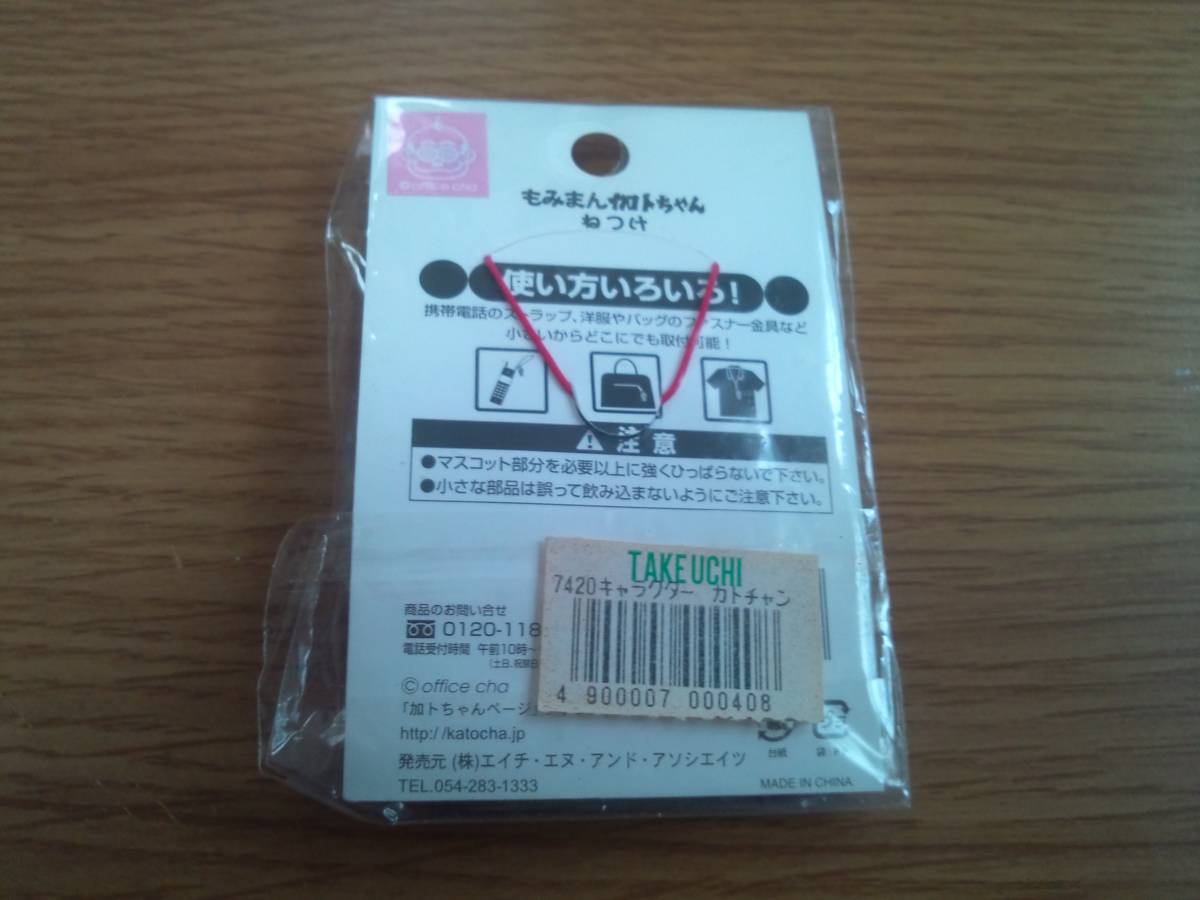 ©office cha
もみまん加トちゃん
ねつけ
使い方いろいろ!
携帯電話のストラップ、洋服やバッグのファスナー金具など
小さいからどこにでも取付可能!
注意
●マスコット部分を必要以上に強くひっぱらないで下さい。
●小さな部品は誤って飲み込まないようにご注意下さい。
TAKEUCHI
7420キャラクター カトチャン
4 900007 000408
商品のお問い合せ
0120-118
電話受付時間 午前10時~
(土日、祝祭日
©office cha
「加トちゃんページ
http://katocha.jp
発売元 (株)エイチ・エヌ・アンド・アソシエイツ
TEL.054-283-1333
台紙
袋
MADE IN CHINA